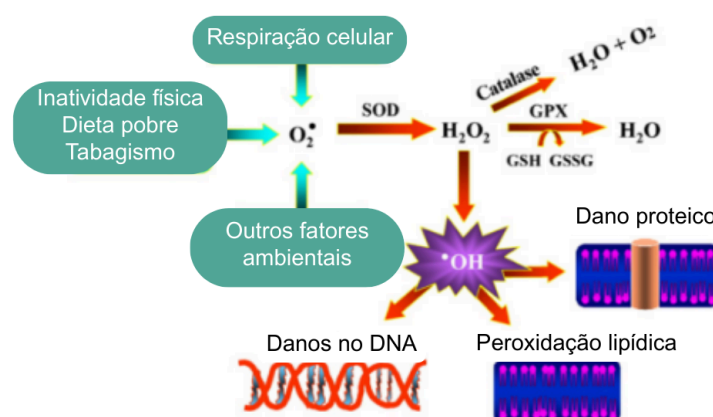 Respiração celular
Inatividade física
Dieta pobre
Tabagismo
O₂•
SOD
H₂O₂
Catalase
H₂O + O₂
GPX
H₂O
GSH GSSG
Outros fatores
ambientais
•OH
Dano proteico
Danos no DNA
Peroxidação lipídica